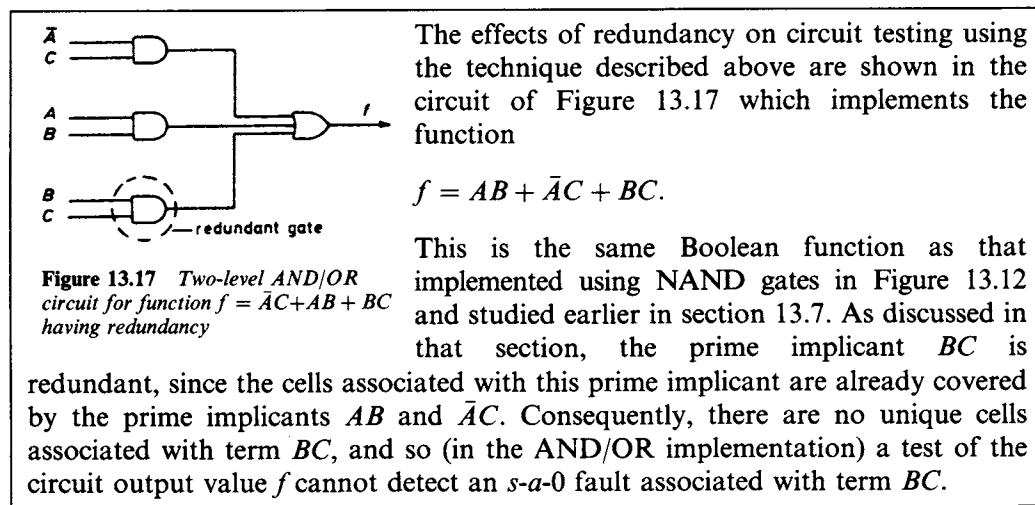 Ā
C
A
B
B
C
f
redundant gate
Figure 13.17 Two-level AND/OR
circuit for function f = ĀC+AB + BC
having redundancy
The effects of redundancy on circuit testing using
the technique described above are shown in the
circuit of Figure 13.17 which implements the
function
f = AB + ĀC + BC.
This is the same Boolean function as that
implemented using NAND gates in Figure 13.12
and studied earlier in section 13.7. As discussed in
that section, the prime implicant BC is
redundant, since the cells associated with this prime implicant are already covered
by the prime implicants AB and ĀC. Consequently, there are no unique cells
associated with term BC, and so (in the AND/OR implementation) a test of the
circuit output value f cannot detect an s-a-0 fault associated with term BC.